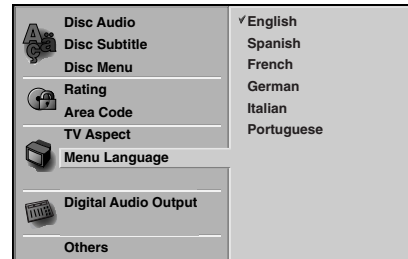 Disc Audio
Disc Subtitle
Disc Menu
Rating
Area Code
TV Aspect
Menu Language
Digital Audio Output
Others
✓English
Spanish
French
German
Italian
Portuguese